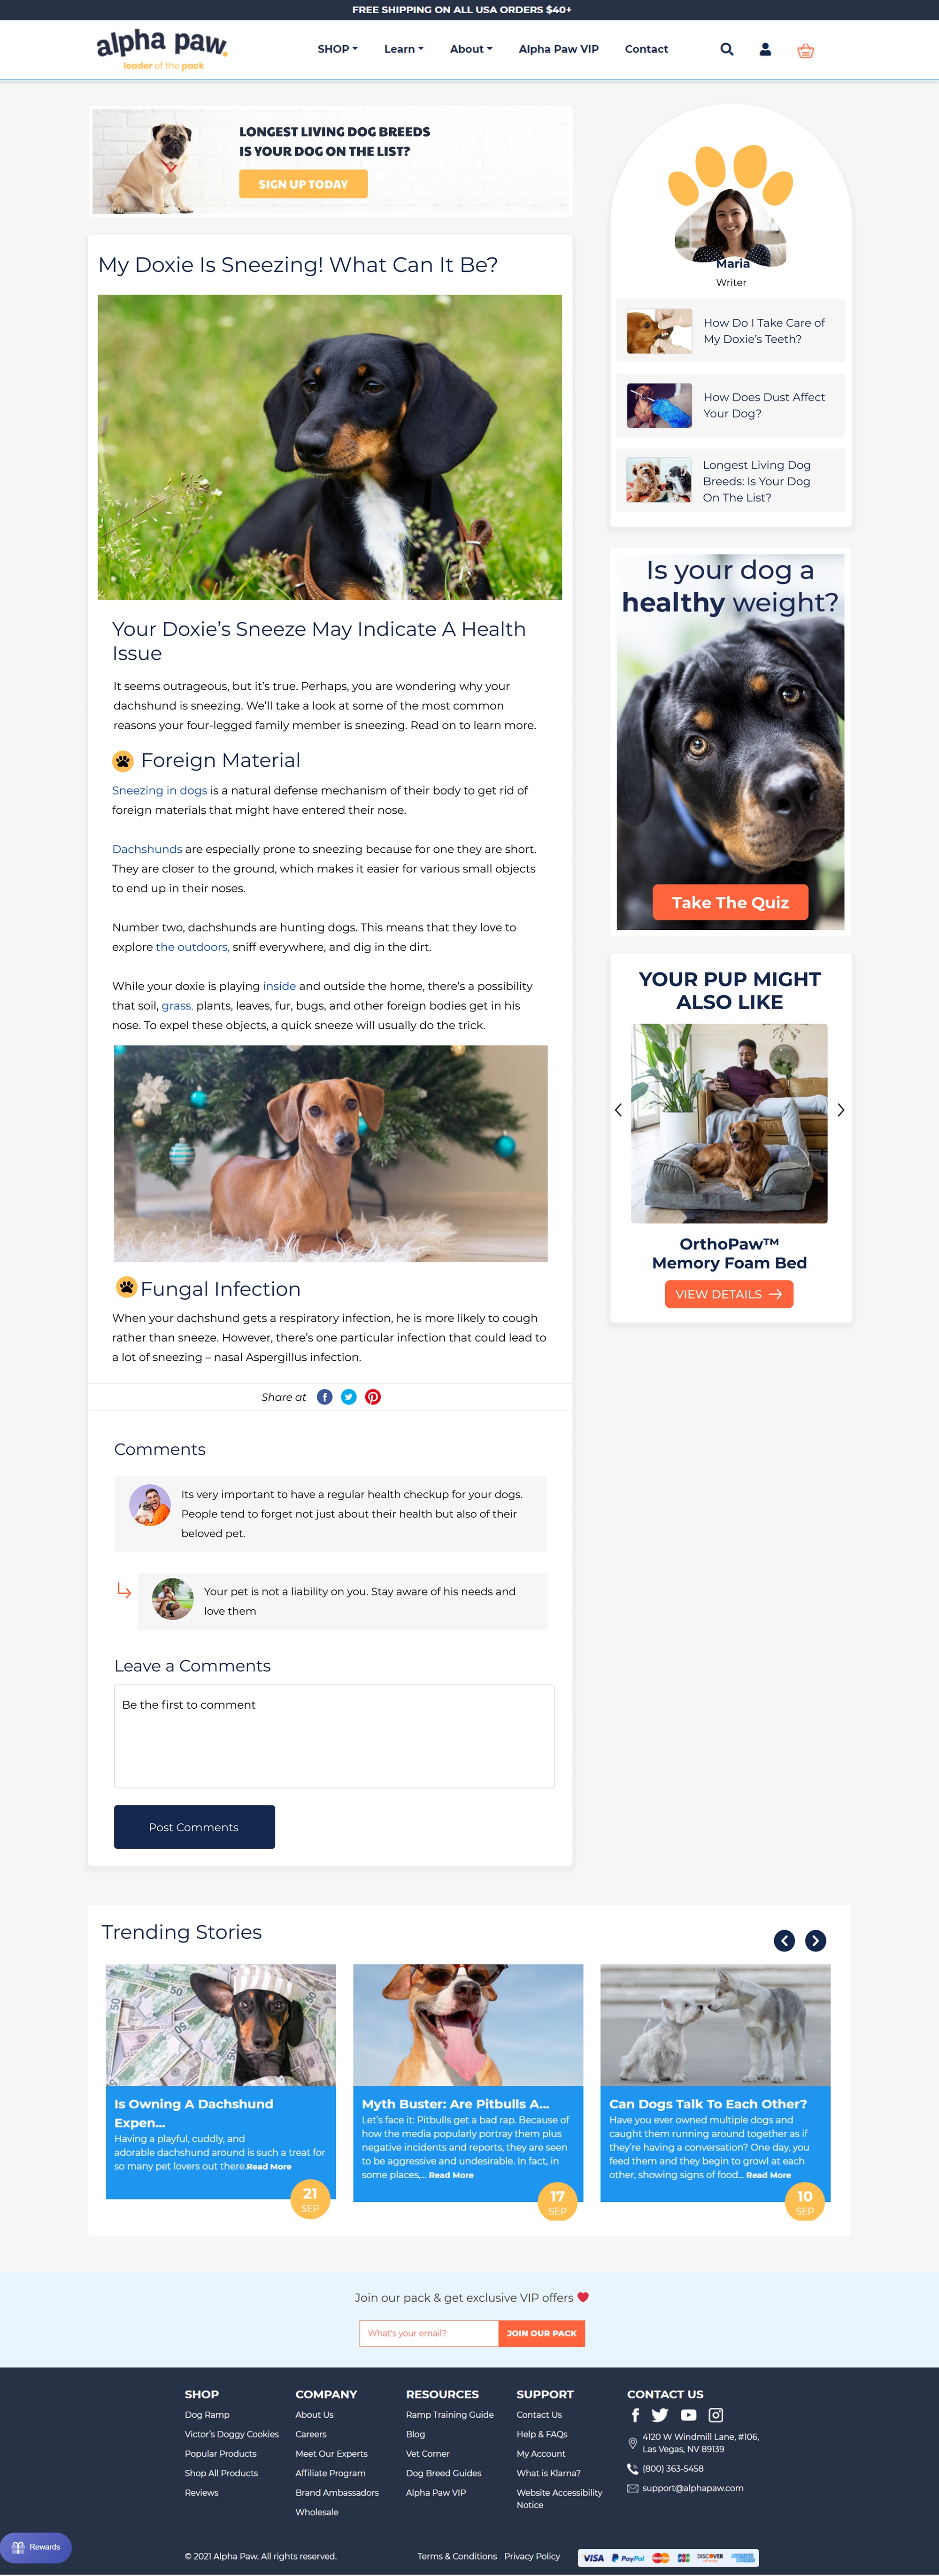 FREE SHIPPING ON ALL USA ORDERS $40+
alpha paw
leader of the pack
SHOP
Learn
About
Alpha Paw VIP
Contact
LONGEST LIVING DOG BREEDS
IS YOUR DOG ON THE LIST?
SIGN UP TODAY
My Doxie Is Sneezing! What Can It Be?
Your Doxie's Sneeze May Indicate A Health
Issue
It seems outrageous, but it's true. Perhaps, you are wondering why your
dachshund is sneezing. We'll take a look at some of the most common
reasons your four-legged family member is sneezing. Read on to learn more.
Foreign Material
Sneezing in dogs is a natural defense mechanism of their body to get rid of
foreign materials that might have entered their nose.
Dachshunds are especially prone to sneezing because for one they are short.
They are closer to the ground, which makes it easier for various small objects
to end up in their noses.
Number two, dachshunds are hunting dogs. This means that they love to
explore the outdoors, sniff everywhere, and dig in the dirt.
While your doxie is playing inside and outside the home, there's a possibility
that soil, grass, plants, leaves, fur, bugs, and other foreign bodies get in his
nose. To expel these objects, a quick sneeze will usually do the trick.
Fungal Infection
When your dachshund gets a respiratory infection, he is more likely to cough
rather than sneeze. However, there's one particular infection that could lead to
a lot of sneezing – nasal Aspergillus infection.
Share at
Comments
Its very important to have a regular health checkup for your dogs.
People tend to forget not just about their health but also of their
beloved pet.
Your pet is not a liability on you. Stay aware of his needs and
love them
Leave a Comments
Be the first to comment
Post Comments
Maria
Writer
How Do I Take Care of
My Doxie's Teeth?
How Does Dust Affect
Your Dog?
Longest Living Dog
Breeds: Is Your Dog
On The List?
Is your dog a
healthy weight?
Take The Quiz
YOUR PUP MIGHT
ALSO LIKE
OrthoPaw™
Memory Foam Bed
VIEW DETAILS
Trending Stories
Is Owning A Dachshund
Expen...
Having a playful, cuddly, and
adorable dachshund around is such a treat for
so many pet lovers out there.Read More
21
SEP
Myth Buster: Are Pitbulls A...
Let's face it: Pitbulls get a bad rap. Because of
how the media popularly portray them plus
negative incidents and reports, they are seen
to be aggressive and undesirable. In fact, in
some places,... Read More
17
SEP
Can Dogs Talk To Each Other?
Have you ever owned multiple dogs and
caught them running around together as if
they're having a conversation? One day, you
feed them and they begin to growl at each
other, showing signs of food... Read More
10
SEP
Join our pack & get exclusive VIP offers
What's your email?
JOIN OUR PACK
SHOP
Dog Ramp
Victor's Doggy Cookies
Popular Products
Shop All Products
Reviews
COMPANY
About Us
Careers
Meet Our Experts
Affiliate Program
Brand Ambassadors
Wholesale
RESOURCES
Ramp Training Guide
Blog
Vet Corner
Dog Breed Guides
Alpha Paw VIP
SUPPORT
Contact Us
Help & FAQs
My Account
What is Klarna?
Website Accessibility
Notice
CONTACT US
4120 W Windmill Lane, #106,
Las Vegas, NV 89139
(800) 363-5458
support@alphapaw.com
Rewards
© 2021 Alpha Paw. All rights reserved.
Terms & Conditions
Privacy Policy
VISA
PayPal
DISCOVER